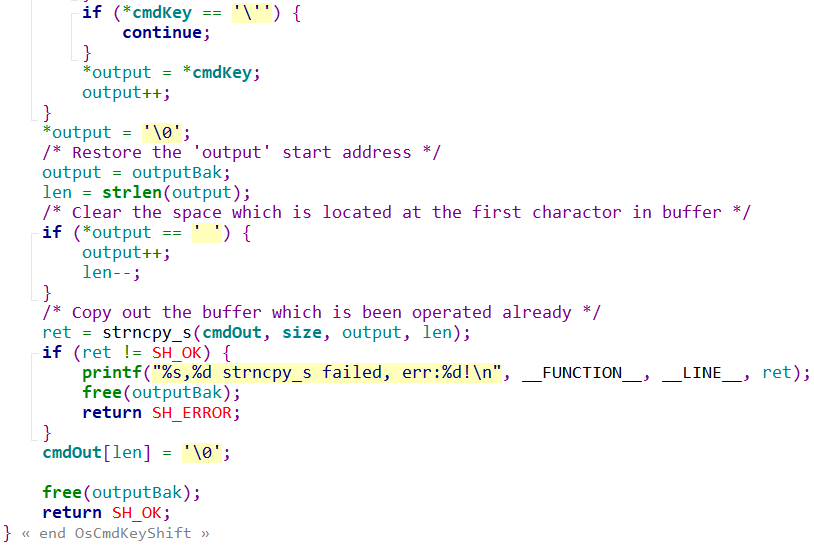 if (*cmdKey == '\'') {
continue;
}
*output = *cmdKey;
output++;
}
*output = '\0';
/* Restore the 'output' start address */
output = outputBak;
len = strlen(output);
/* Clear the space which is located at the first charactor in buffer */
if (*output == ' ') {
output++;
len--;
}
/* Copy out the buffer which is been operated already */
ret = strncpy_s(cmdOut, size, output, len);
if (ret != SH_OK) {
printf("%s,%d strncpy_s failed, err:%d!\n", __FUNCTION__, __LINE__, ret);
free(outputBak);
return SH_ERROR;
}
cmdOut[len] = '\0';
free(outputBak);
return SH_OK;
} « end OsCmdKeyShift »